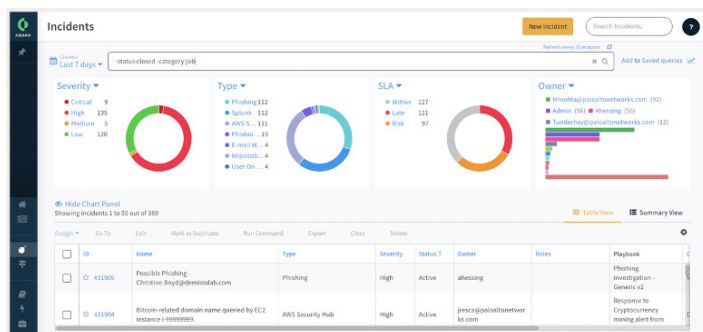 XSOAR
Incidents
New Incident
Search Incidents.
?
Refresh every 10 minutes
Created
Last 7 days
-status:closed -category:job
Add to Saved queries
Severity
Critical 9
High 235
Medium 5
Low 120
Type
Phishing 112
Splunk 112
AWS S... 111
Phishin... 19
E-mail M... 4
Impossib... 4
User On-... 4
SLA
Within 127
Late 111
Risk 97
Owner
Mmohta@paloaltonetworks.com (92)
Admin (56) Ahessing (56)
Tunderhay@paloaltonetworks.com (12)
Hide Chart Panel
Showing incidents 1 to 50 out of 369
Table View
Summary View
Assign
Go To
Edit
Mark as Duplicate
Run Command
Export
Close
Delete
ID
Name
Type
Severity
Status
Owner
Roles
Playbook
#31905
Possible Phishing -
Christine.Boyd@demistolab.com
Phishing
High
Active
ahessing
Phishing
Investigation -
Generic v2
#31904
Bitcoin-related domain name queried by EC2
instance i-99999999.
AWS Security Hub
High
Active
jresca@paloaltonetwor
ks.com
Response to
Cryptocurrency
mining alert from